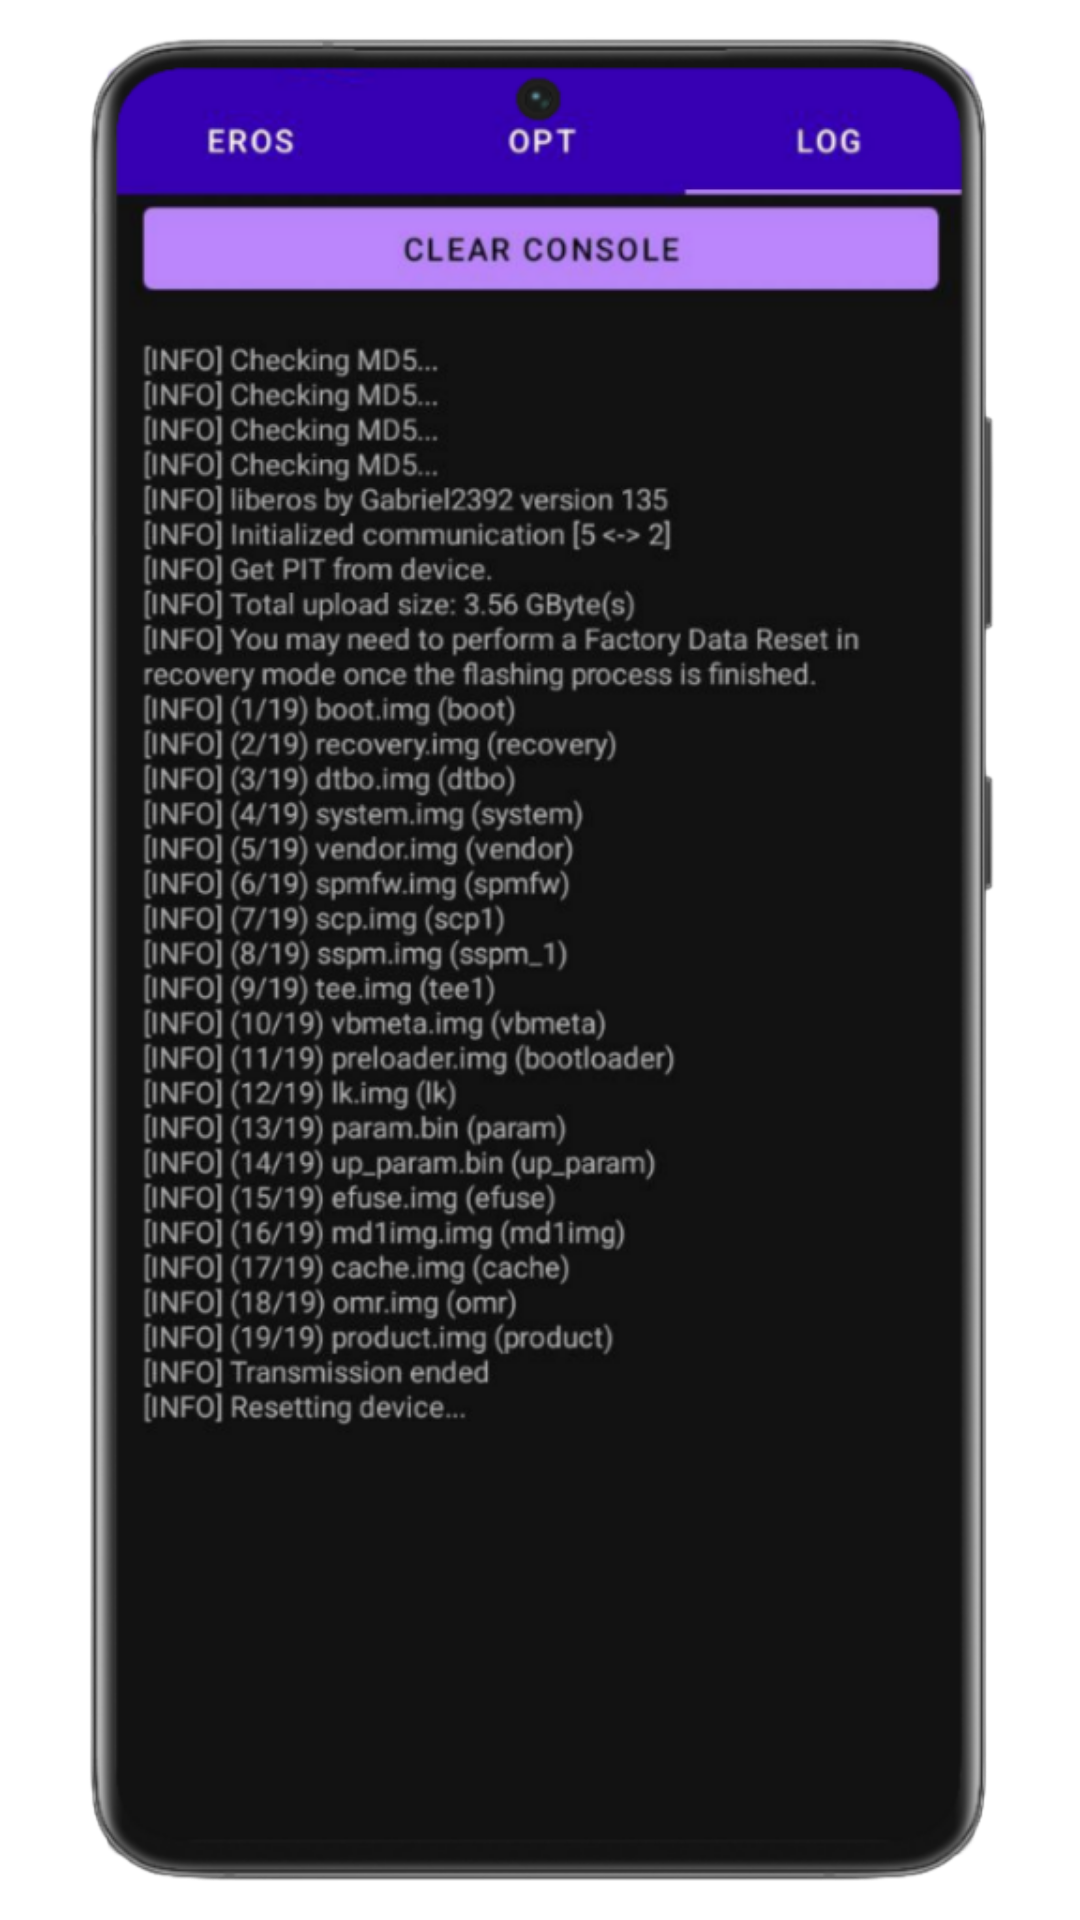 EROS
OPT
LOG
CLEAR CONSOLE
[INFO] Checking MD5...
[INFO] Checking MD5...
[INFO] Checking MD5...
[INFO] Checking MD5...
[INFO] liberos by Gabriel2392 version 135
[INFO] Initialized communication [5 <-> 2]
[INFO] Get PIT from device.
[INFO] Total upload size: 3.56 GByte(s)
[INFO] You may need to perform a Factory Data Reset in
recovery mode once the flashing process is finished.
[INFO] (1/19) boot.img (boot)
[INFO] (2/19) recovery.img (recovery)
[INFO] (3/19) dtbo.img (dtbo)
[INFO] (4/19) system.img (system)
[INFO] (5/19) vendor.img (vendor)
[INFO] (6/19) spmfw.img (spmfw)
[INFO] (7/19) scp.img (scp1)
[INFO] (8/19) sspm.img (sspm_1)
[INFO] (9/19) tee.img (tee1)
[INFO] (10/19) vbmeta.img (vbmeta)
[INFO] (11/19) preloader.img (bootloader)
[INFO] (12/19) lk.img (lk)
[INFO] (13/19) param.bin (param)
[INFO] (14/19) up_param.bin (up_param)
[INFO] (15/19) efuse.img (efuse)
[INFO] (16/19) md1img.img (md1img)
[INFO] (17/19) cache.img (cache)
[INFO] (18/19) omr.img (omr)
[INFO] (19/19) product.img (product)
[INFO] Transmission ended
[INFO] Resetting device...